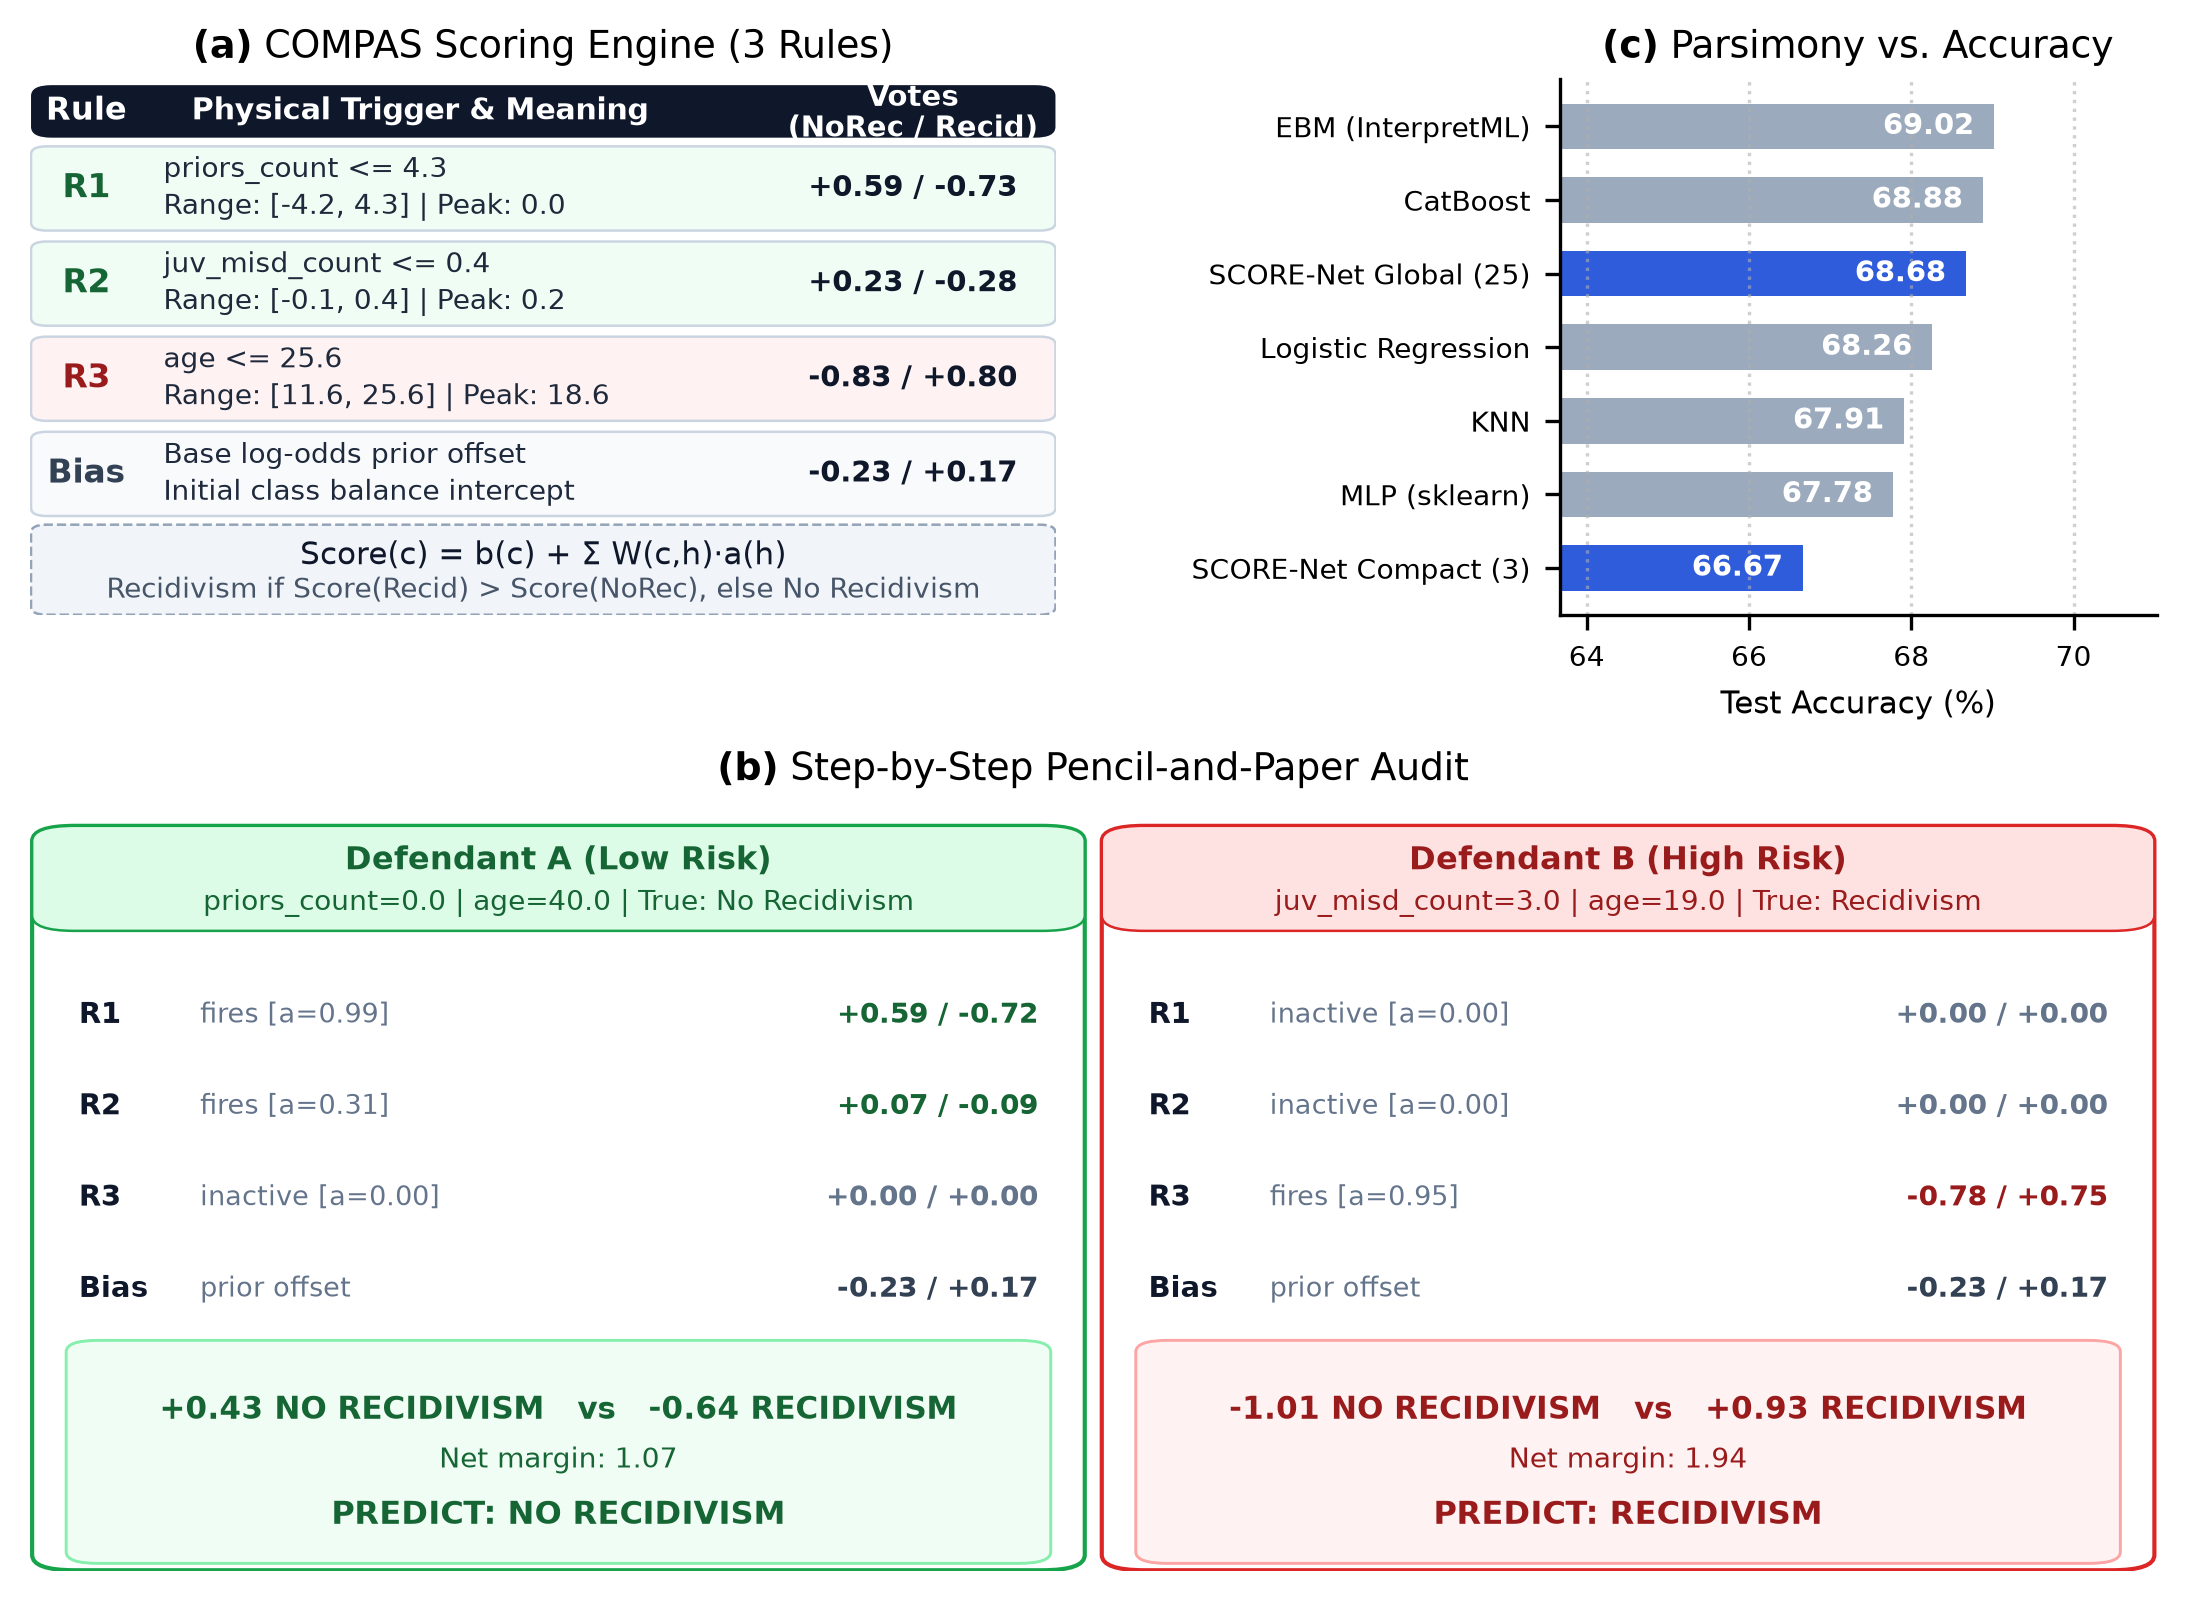 (a) COMPAS Scoring Engine (3 Rules)
Rule Physical Trigger & Meaning Votes
(NoRec / Recid)
R1 priors_count <= 4.3
Range: [-4.2, 4.3] | Peak: 0.0
+0.59 / -0.73
R2 juv_misd_count <= 0.4
Range: [-0.1, 0.4] | Peak: 0.2
+0.23 / -0.28
R3 age <= 25.6
Range: [11.6, 25.6] | Peak: 18.6
-0.83 / +0.80
Bias Base log-odds prior offset
Initial class balance intercept
-0.23 / +0.17
Score(c) = b(c) + Σ W(c,h)·a(h)
Recidivism if Score(Recid) > Score(NoRec), else No Recidivism
(c) Parsimony vs. Accuracy
EBM (InterpretML) 69.02
CatBoost 68.88
SCORE-Net Global (25) 68.68
Logistic Regression 68.26
KNN 67.91
MLP (sklearn) 67.78
SCORE-Net Compact (3) 66.67
64 66 68 70
Test Accuracy (%)
(b) Step-by-Step Pencil-and-Paper Audit
Defendant A (Low Risk)
priors_count=0.0 | age=40.0 | True: No Recidivism
R1 fires [a=0.99] +0.59 / -0.72
R2 fires [a=0.31] +0.07 / -0.09
R3 inactive [a=0.00] +0.00 / +0.00
Bias prior offset -0.23 / +0.17
+0.43 NO RECIDIVISM vs -0.64 RECIDIVISM
Net margin: 1.07
PREDICT: NO RECIDIVISM
Defendant B (High Risk)
juv_misd_count=3.0 | age=19.0 | True: Recidivism
R1 inactive [a=0.00] +0.00 / +0.00
R2 inactive [a=0.00] +0.00 / +0.00
R3 fires [a=0.95] -0.78 / +0.75
Bias prior offset -0.23 / +0.17
-1.01 NO RECIDIVISM vs +0.93 RECIDIVISM
Net margin: 1.94
PREDICT: RECIDIVISM